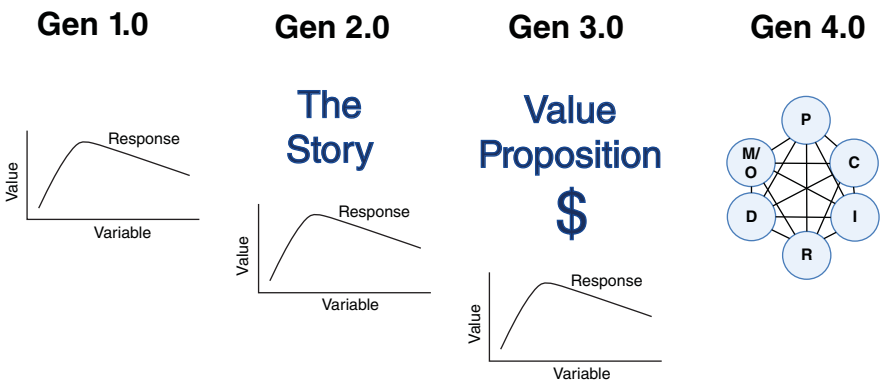 Gen 1.0
Response
Value
Variable
Gen 2.0
The
Story
Response
Value
Variable
Gen 3.0
Value
Proposition
$
Response
Value
Variable
Gen 4.0
P
M/
O
C
D
I
R